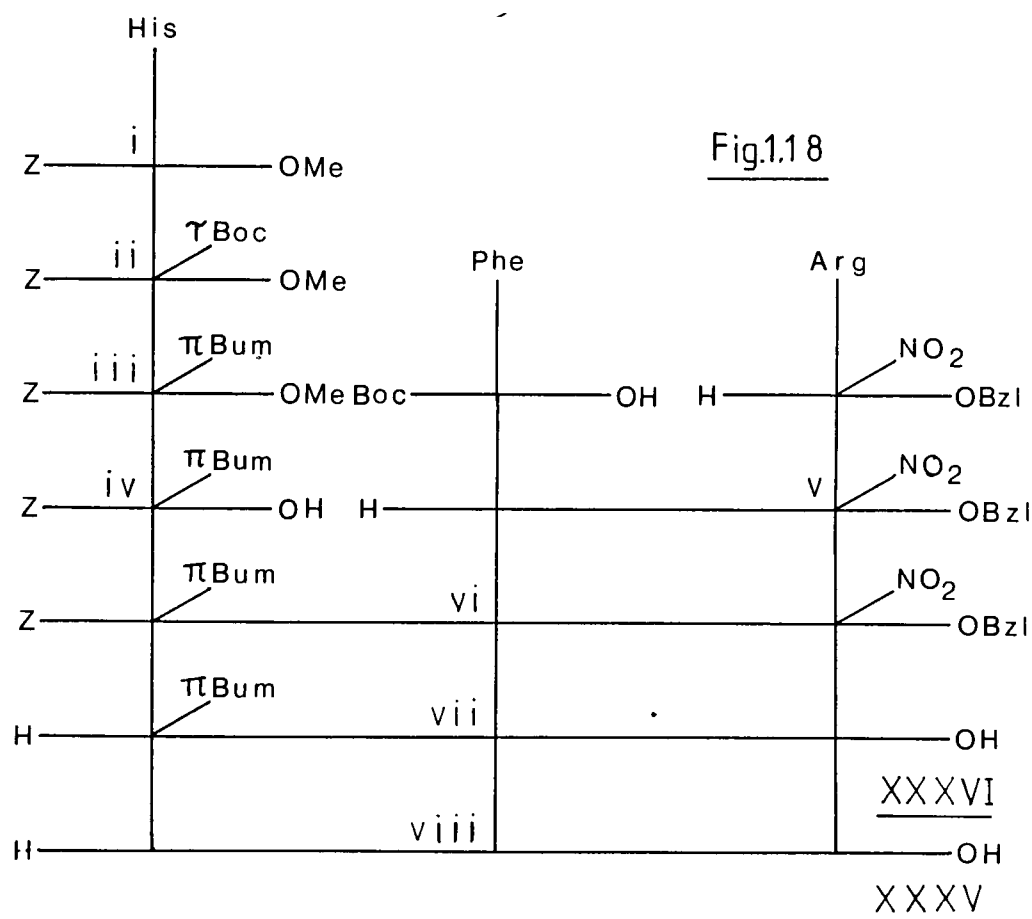 His
Fig.1.18
i
Z OMe
τBoc
ii Phe Arg
Z OMe
πBum NO2
iii
Z OMe Boc OH H OBzl
πBum NO2
iv v
Z OH H OBzl
πBum NO2
vi
Z OBzl
πBum
vii
H OH
XXXVI
viii
H OH
XXXV